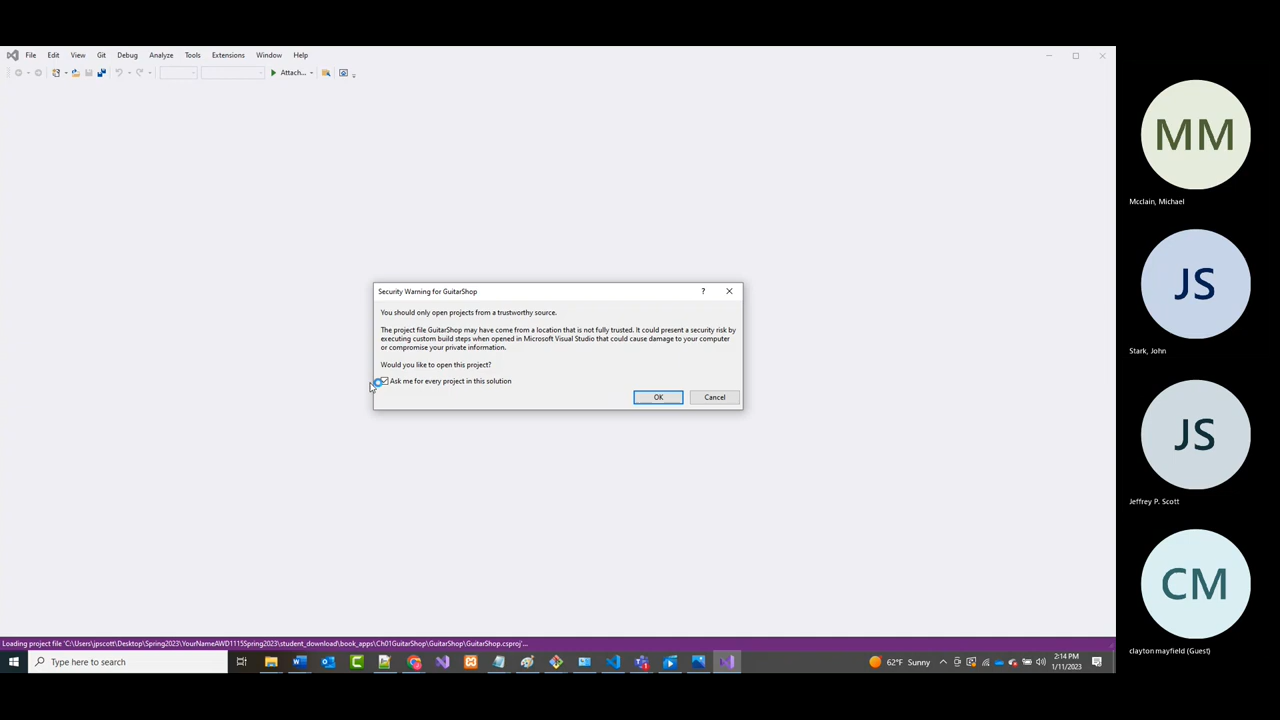 File Edit View Git Debug Analyze Tools Extensions Window Help
Attach...
Security Warning for GuitarShop
You should only open projects from a trustworthy source.
The project file GuitarShop may have come from a location that is not fully trusted. It could present a security risk by
executing custom build steps when opened in Microsoft Visual Studio that could cause damage to your computer
or compromise your private information.
Would you like to open this project?
Ask me for every project in this solution
OK Cancel
Loading project file 'C:\Users\jpscott\Desktop\Spring2023\YourNameAWD1115Spring2023\student_download\book_apps\Ch01GuitarShop\GuitarShop\GuitarShop.csproj'...
Type here to search
62°F Sunny
2:14 PM
1/11/2023
MM
Mcclain, Michael
JS
Stark, John
JS
Jeffrey P. Scott
CM
clayton mayfield (Guest)